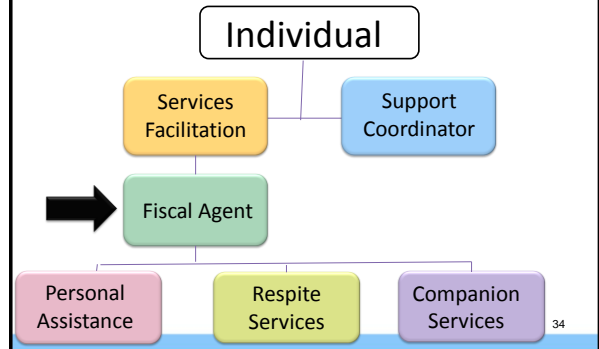 Individual
Services
Facilitation
Support
Coordinator
Fiscal Agent
Personal
Assistance
Respite
Services
Companion
Services
34